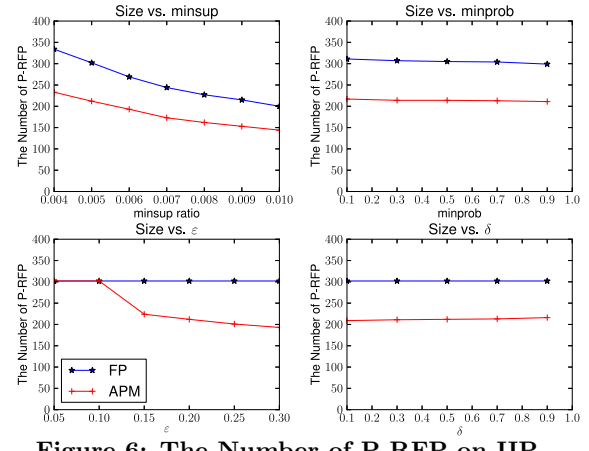 Size vs. minsup
The Number of P-RFP
400
350
300
250
200
150
100
50
0
0.004 0.005 0.006 0.007 0.008 0.009 0.010
minsup ratio
Size vs. minprob
The Number of P-RFP
400
350
300
250
200
150
100
50
0
0.1 0.2 0.3 0.4 0.5 0.6 0.7 0.8 0.9 1.0
minprob
Size vs. ε
The Number of P-RFP
400
350
300
250
200
150
100
50
0
FP
APM
0.05 0.10 0.15 0.20 0.25 0.30
ε
Size vs. δ
The Number of P-RFP
400
350
300
250
200
150
100
50
0
0.1 0.2 0.3 0.4 0.5 0.6 0.7 0.8 0.9 1.0
δ
Figure 6: The Number of P-RFP on